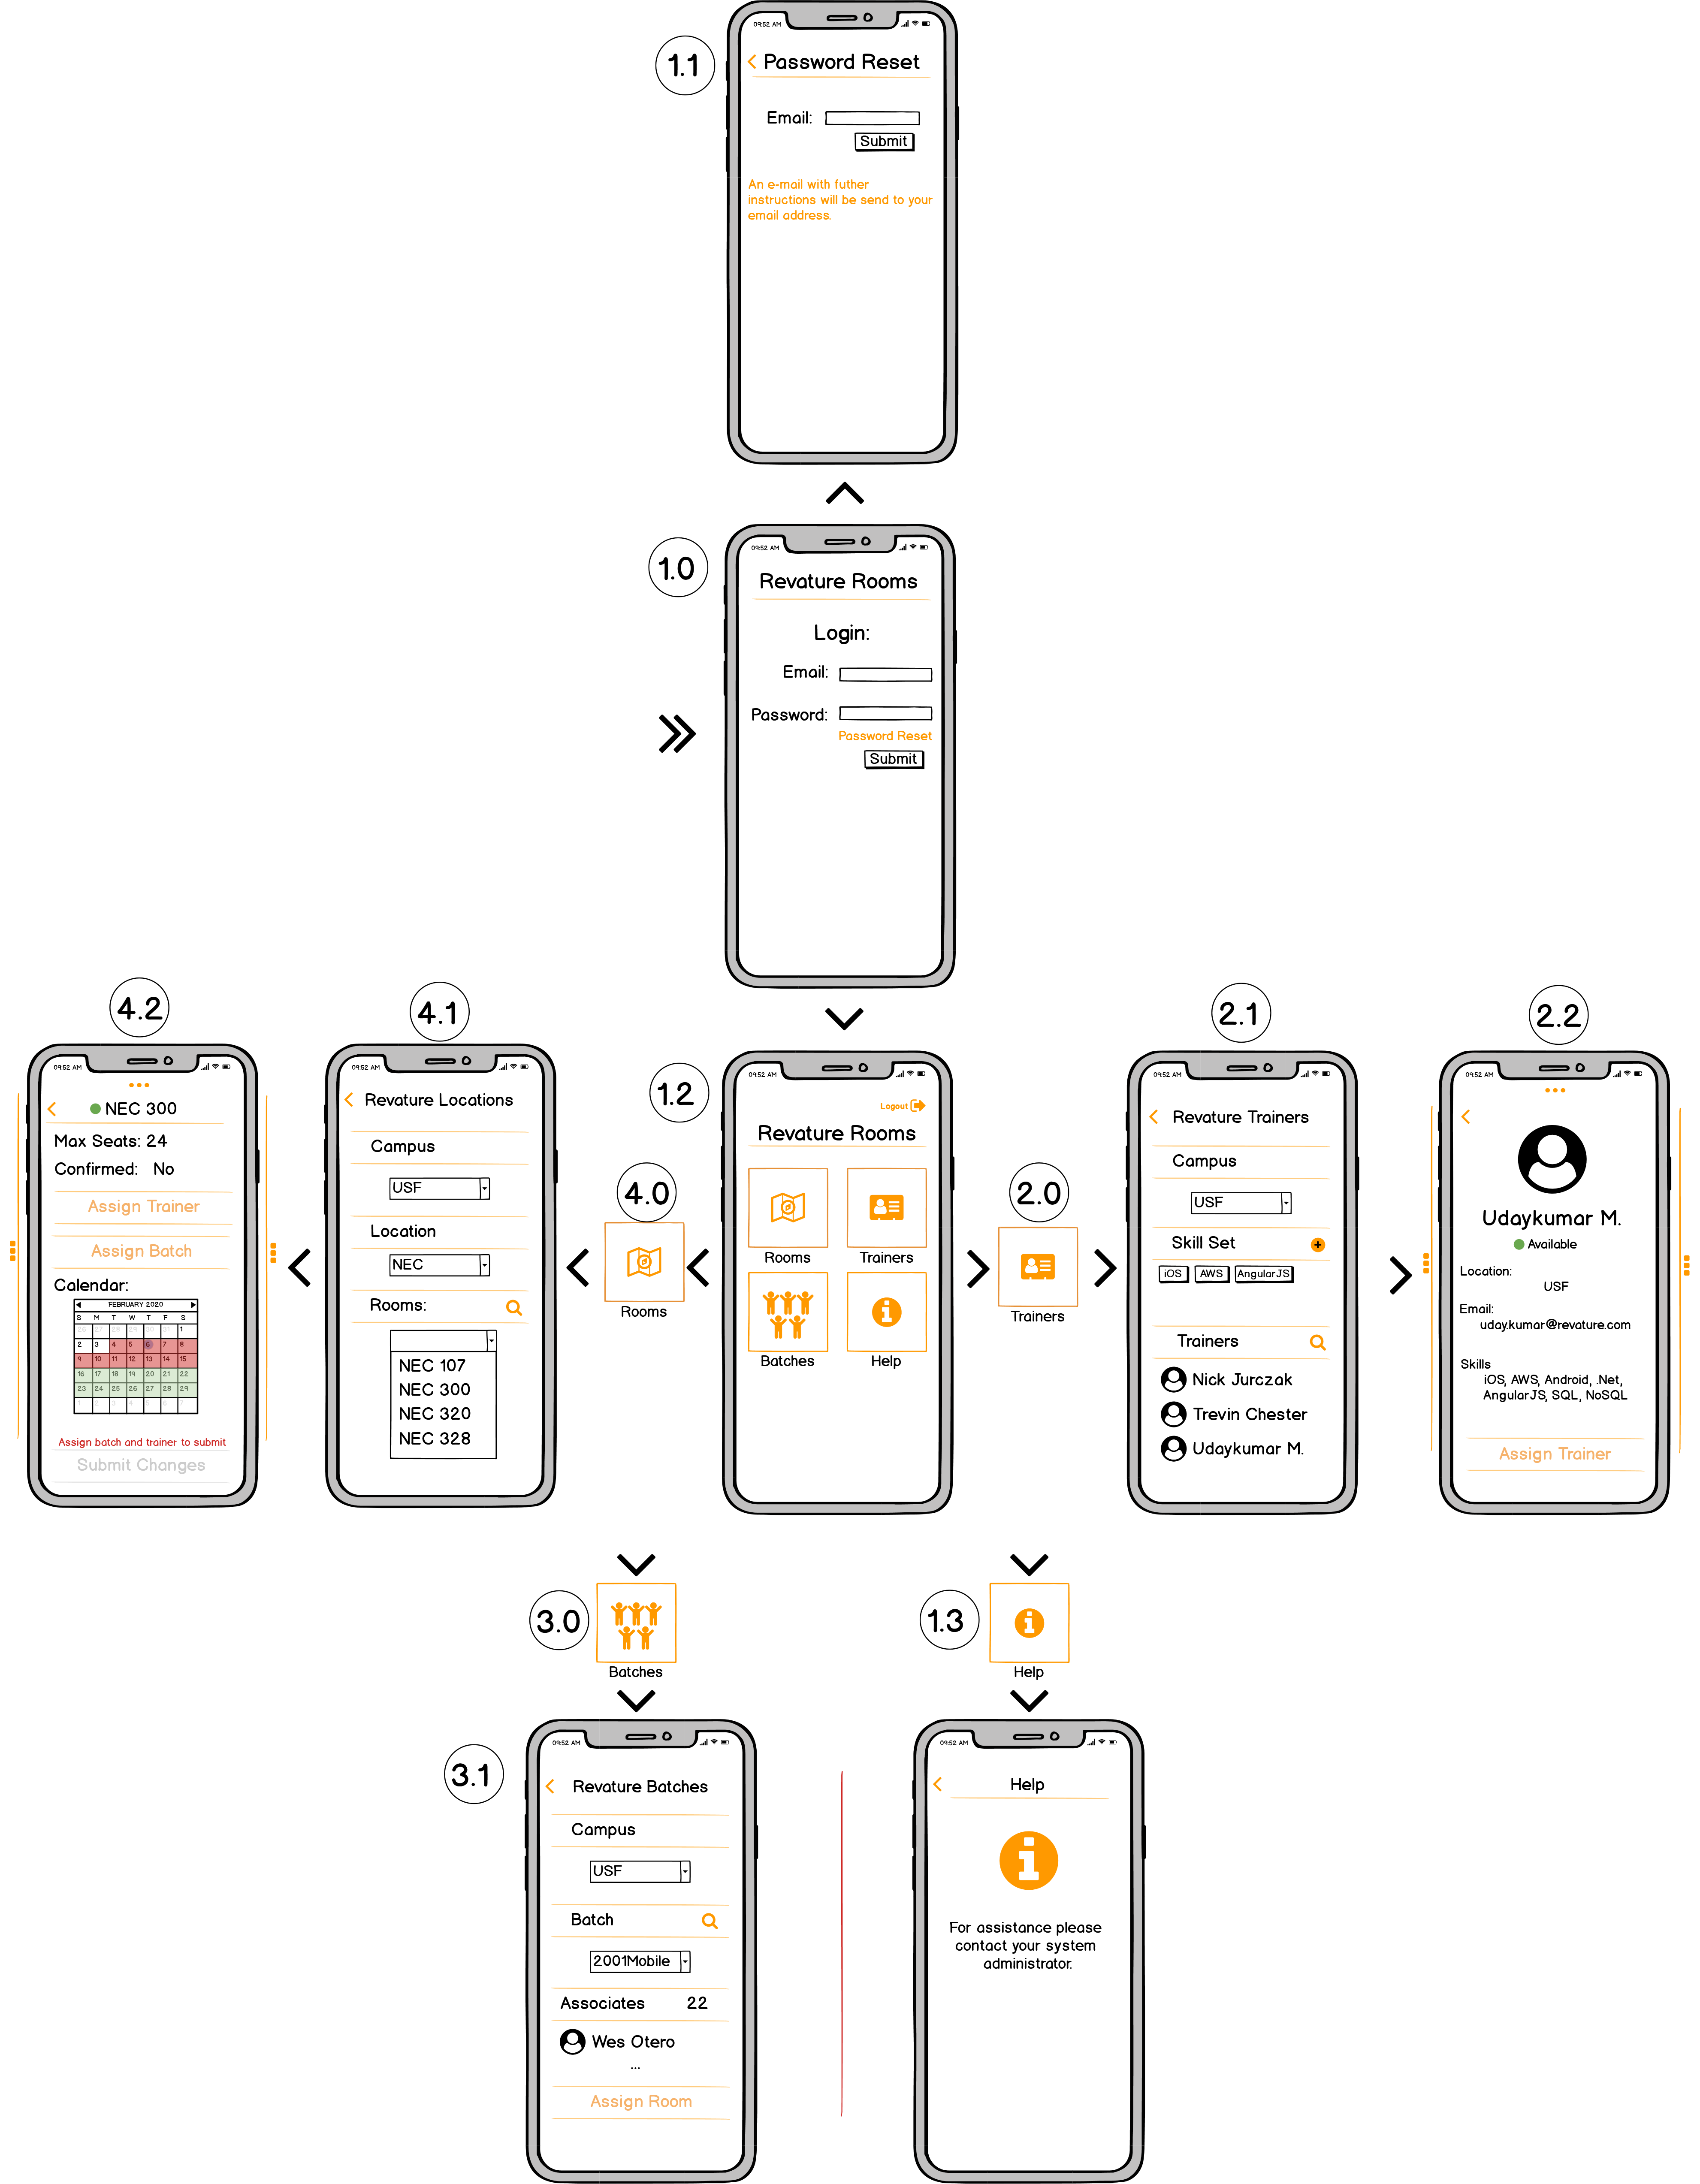 1.1
09:52 AM
Password Reset
Email:
Submit
An e-mail with futher
instructions will be send to your
email address.
1.0
09:52 AM
Revature Rooms
Login:
Email:
Password:
Password Reset
Submit
4.2
09:52 AM
NEC 300
Max Seats: 24
Confirmed: No
Assign Trainer
Assign Batch
Calendar:
FEBRUARY 2020
S M T W T F S
1
2 3 4 5 6 7 8
9 10 11 12 13 14 15
16 17 18 19 20 21 22
23 24 25 26 27 28 29
Assign batch and trainer to submit
Submit Changes
4.1
09:52 AM
Revature Locations
Campus
USF
Location
NEC
Rooms:
NEC 107
NEC 300
NEC 320
NEC 328
4.0
Rooms
1.2
09:52 AM
Logout
Revature Rooms
Rooms
Trainers
Batches
Help
2.0
Trainers
2.1
09:52 AM
Revature Trainers
Campus
USF
Skill Set
iOS AWS AngularJS
Trainers
Nick Jurczak
Trevin Chester
Udaykumar M.
2.2
09:52 AM
Udaykumar M.
Available
Location:
USF
Email:
uday.kumar@revature.com
Skills
iOS, AWS, Android, .Net,
AngularJS, SQL, NoSQL
Assign Trainer
3.0
Batches
3.1
09:52 AM
Revature Batches
Campus
USF
Batch
2001Mobile
Associates 22
Wes Otero
...
Assign Room
1.3
Help
09:52 AM
Help
For assistance please
contact your system
administrator.